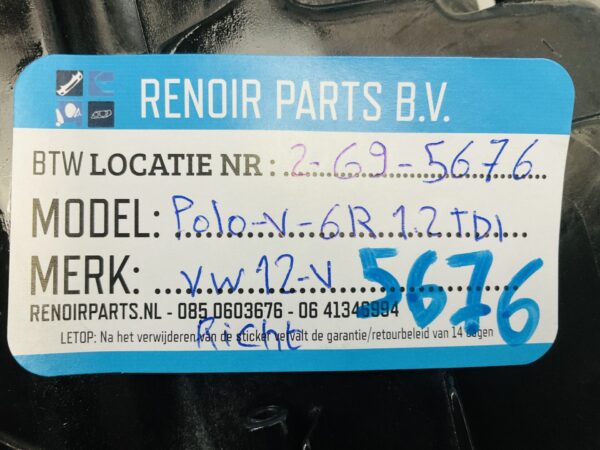 RENOIR PARTS B.V.
BTW LOCATIE NR : 2-69-5676
MODEL: Polo-V-6R 1.2 TDI
MERK: VW 12-V 5676
RENOIRPARTS.NL - 085 0603676 - 06 41346994
Richt
LETOP: Na het verwijderen van de sticker vervalt de garantie/retourbeleid van 14 dagen